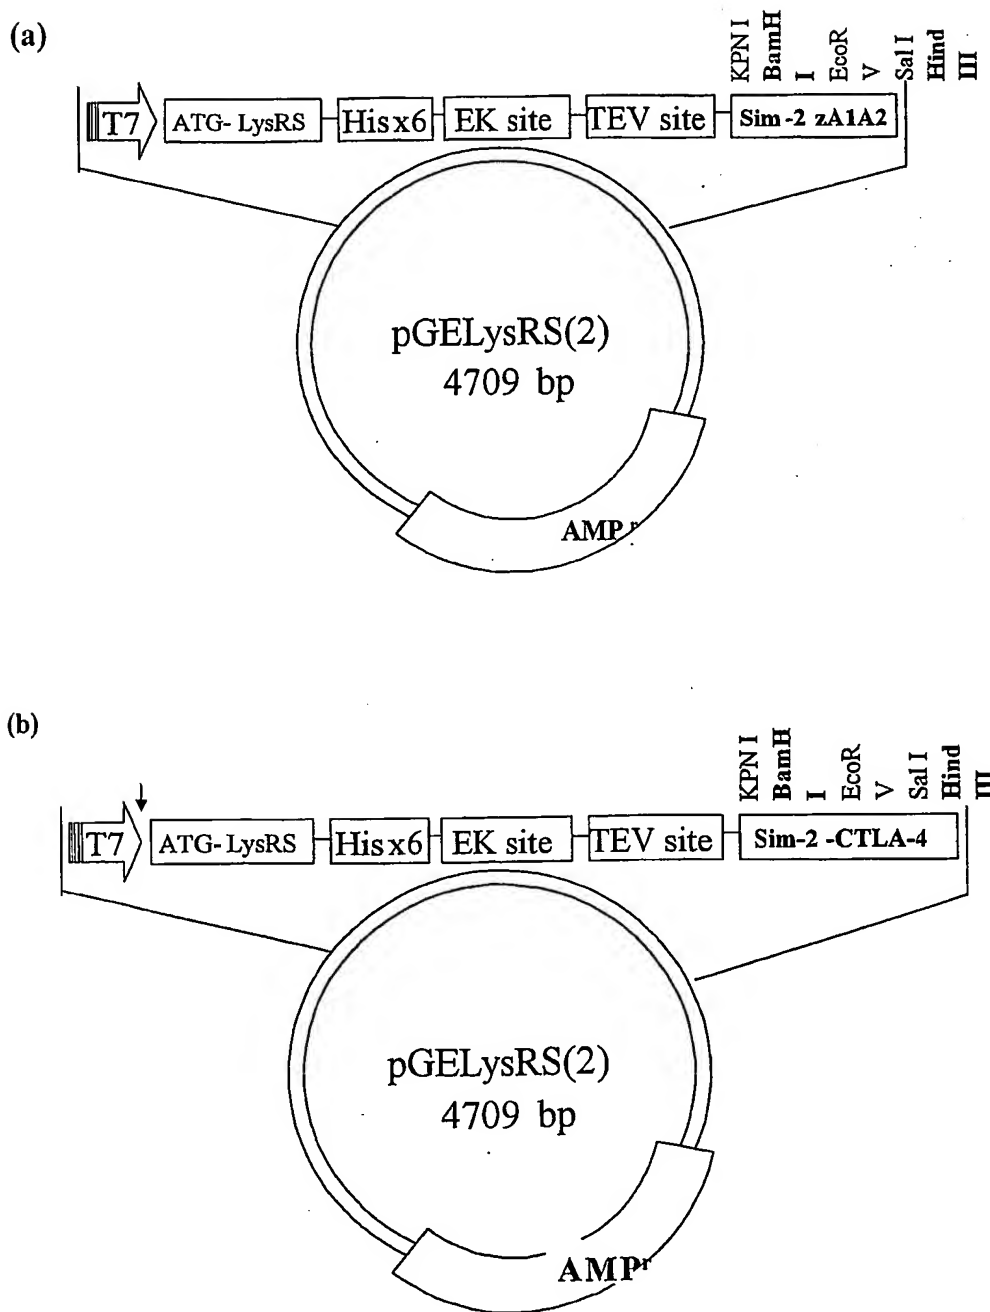 (a)
KPN I
BamH
I
EcoR
V
Sal I
Hind
III
T7
ATG- LysRS
His x6
EK site
TEV site
Sim -2 zA1A2
pGELysRS(2)
4709 bp
AMP r
(b)
KPN I
BamH
I
EcoR
V
Sal I
Hind
III
T7
ATG- LysRS
His x6
EK site
TEV site
Sim-2 -CTLA-4
pGELysRS(2)
4709 bp
AMPr